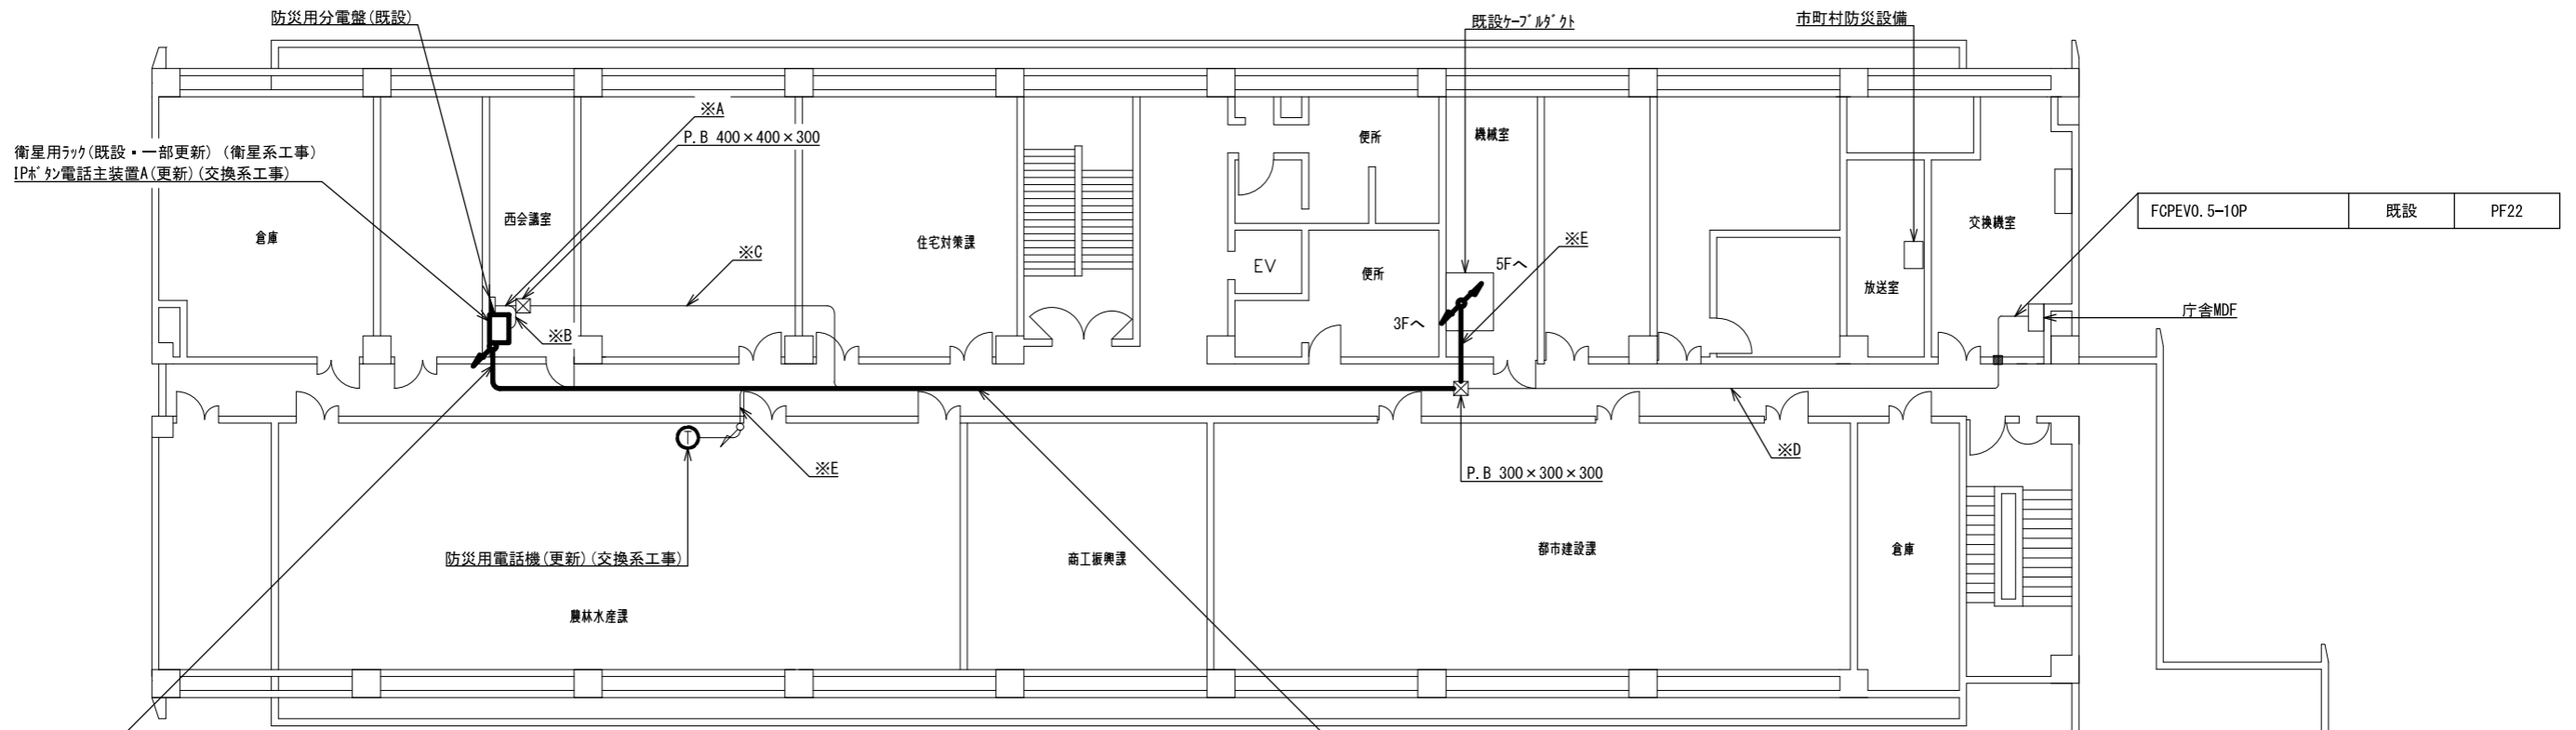 防災用分電盤(既設)
既設ｹｰﾌﾞﾙﾀﾞｸﾄ
市町村防災設備
※A
P.B 400×400×300
衛星用ﾗｯｸ(既設・一部更新) (衛星系工事)
IPﾎﾞﾀﾝ電話主装置A(更新)(交換系工事)
便所
機械室
FCPEV0.5-10P 既設 PF22
倉庫
西会議室
住宅対策課
※C
※E
交換機室
EV
便所
5Fへ
放送室
3Fへ
庁舎MDF
※B
※E
※D
P.B 300×300×300
防災用電話機(更新)(交換系工事)
T
商工振興課
都市建設課
倉庫
農林水産課